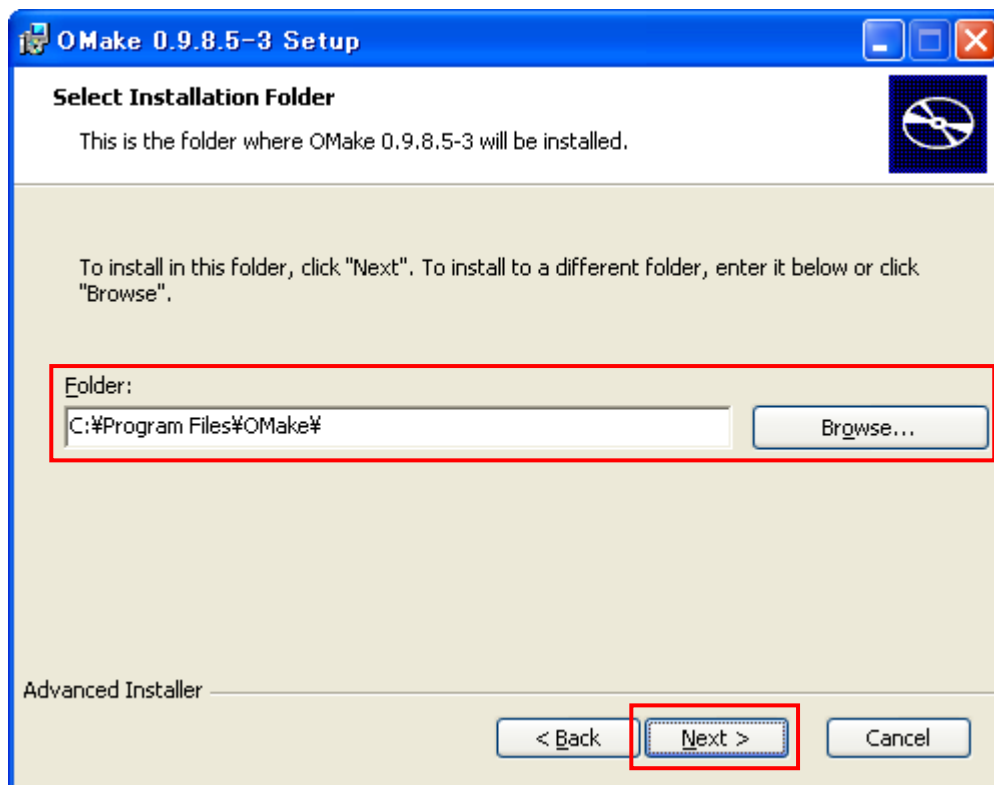 OMake 0.9.8.5-3 Setup
Select Installation Folder
This is the folder where OMake 0.9.8.5-3 will be installed.
To install in this folder, click "Next". To install to a different folder, enter it below or click
"Browse".
Folder:
C:¥Program Files¥OMake¥
Browse...
Advanced Installer
< Back
Next >
Cancel